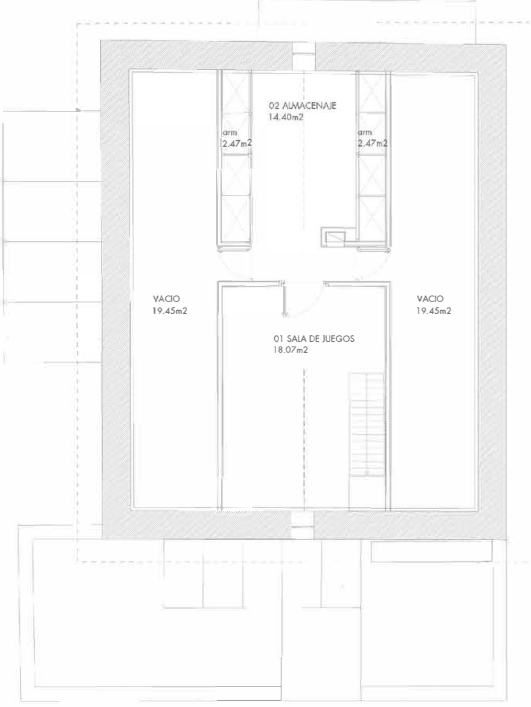 02 ALMACENAJE
14.40m2
arm
2.47m2
arm
2.47m2
VACIO
19.45m2
VACIO
19.45m2
01 SALA DE JUEGOS
18.07m2